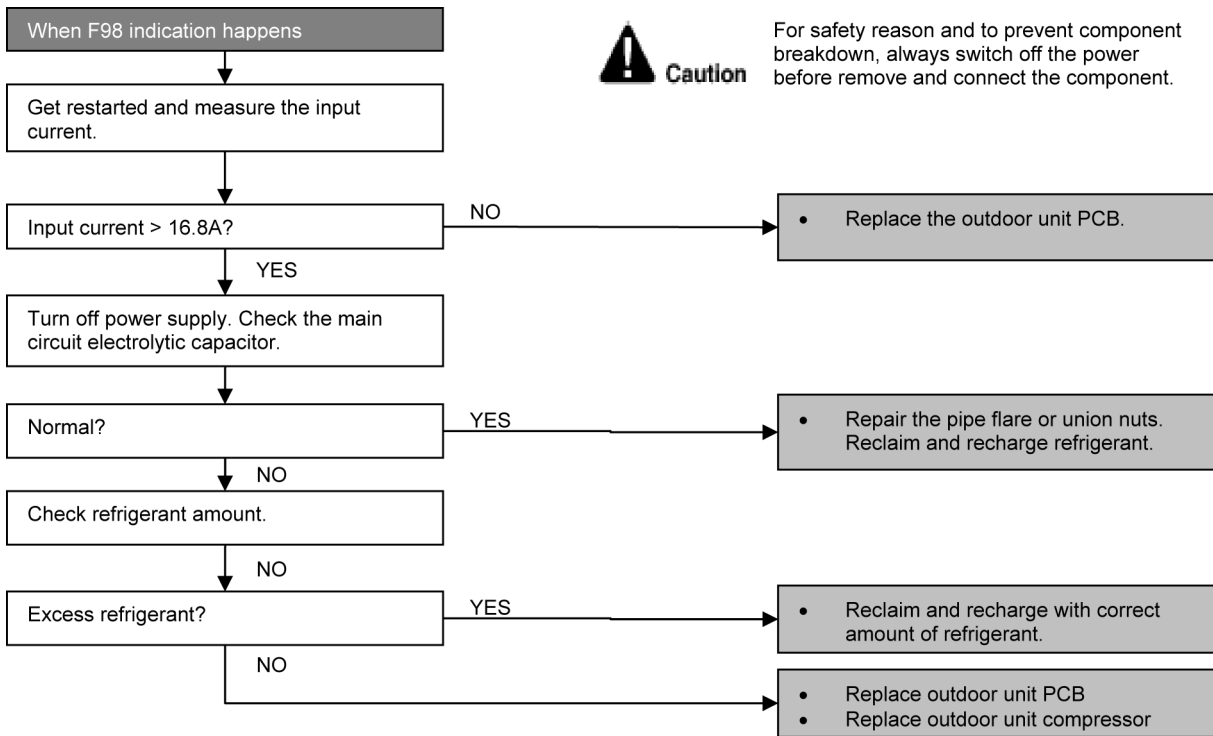 When F98 indication happens
Caution
For safety reason and to prevent component
breakdown, always switch off the power
before remove and connect the component.
Get restarted and measure the input
current.
Input current > 16.8A?
NO
• Replace the outdoor unit PCB.
YES
Turn off power supply. Check the main
circuit electrolytic capacitor.
Normal?
YES
• Repair the pipe flare or union nuts.
Reclaim and recharge refrigerant.
NO
Check refrigerant amount.
NO
Excess refrigerant?
YES
• Reclaim and recharge with correct
amount of refrigerant.
NO
• Replace outdoor unit PCB
• Replace outdoor unit compressor